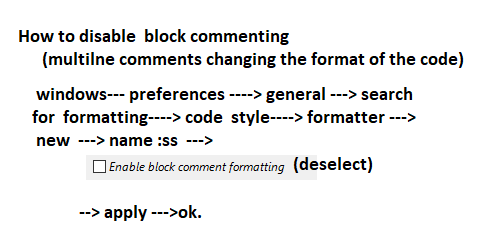 How to disable block commenting
(multilne comments changing the format of the code)
windows--- preferences ----> general ---> search
for formatting----> code style----> formatter --->
new ---> name :ss --->
Enable block comment formatting (deselect)
--> apply --->ok.